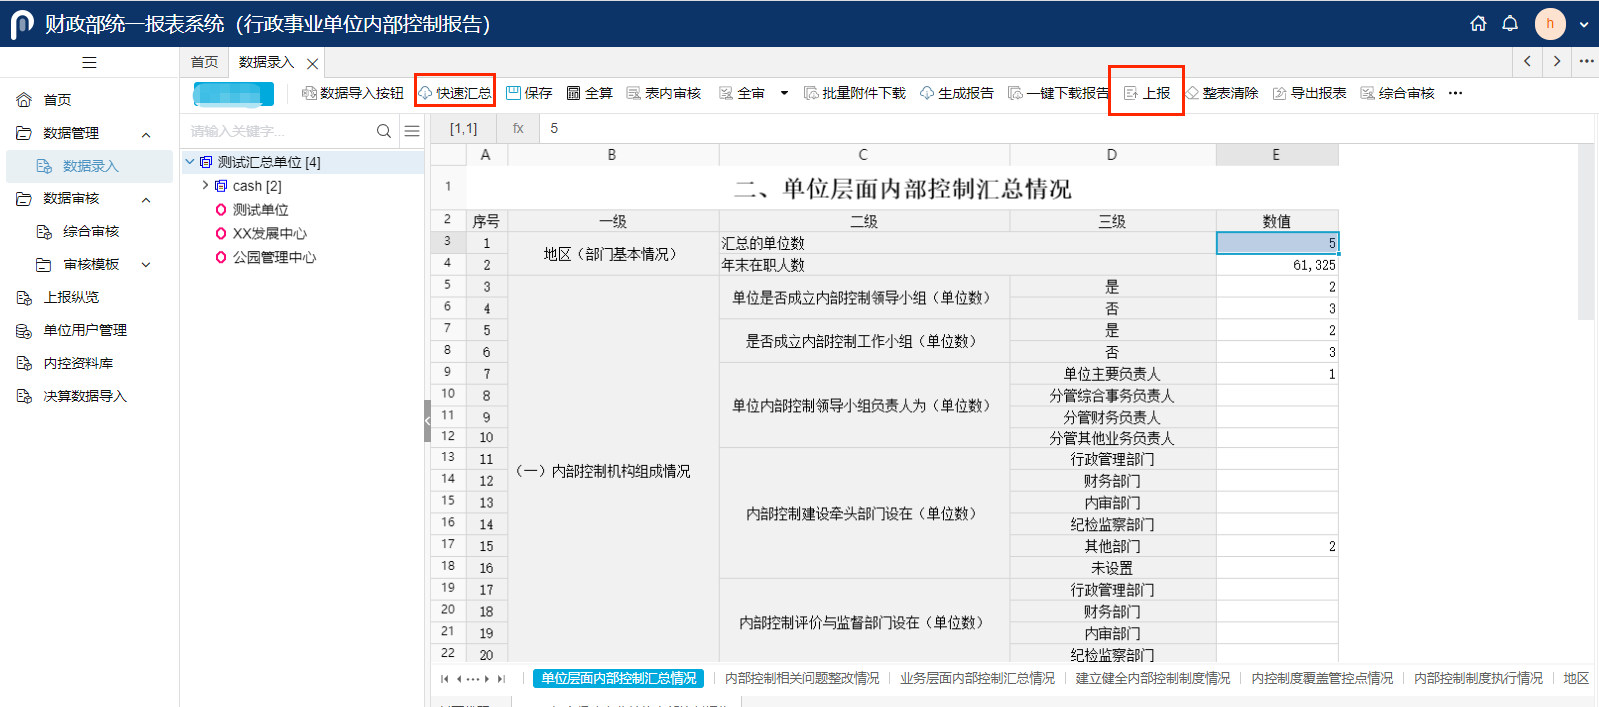 财政部统一报表系统（行政事业单位内部控制报告）
h
首页 数据录入
数据导入按钮 快速汇总 保存 全算 表内审核 全审 批量附件下载 生成报告 一键下载报告 上报 整表清除 导出报表 综合审核
首页
数据管理
数据录入
数据审核
综合审核
审核模板
上报纵览
单位用户管理
内控资料库
决算数据导入
请输入关键字...
测试汇总单位 [4]
cash [2]
测试单位
XX发展中心
公园管理中心
[1,1] fx 5
A B C D E
1 二、单位层面内部控制汇总情况
2 序号 一级 二级 三级 数值
3 1 地区（部门基本情况） 汇总的单位数 5
4 2 年末在职人数 61,325
5 3 单位是否成立内部控制领导小组（单位数） 是 2
6 4 否 3
7 5 是否成立内部控制工作小组（单位数） 是 2
8 6 否 3
9 7 单位内部控制领导小组负责人为（单位数） 单位主要负责人 1
10 8 分管综合事务负责人
11 9 分管财务负责人
12 10 分管其他业务负责人
13 11 （一）内部控制机构组成情况 内部控制建设牵头部门设在（单位数） 行政管理部门
14 12 财务部门
15 13 内审部门
16 14 纪检监察部门
17 15 其他部门 2
18 16 未设置
19 17 内部控制评价与监督部门设在（单位数） 行政管理部门
20 18 财务部门
21 19 内审部门
22 20 纪检监察部门
单位层面内部控制汇总情况 内部控制相关问题整改情况 业务层面内部控制汇总情况 建立健全内部控制制度情况 内控制度覆盖管控点情况 内部控制制度执行情况 地区